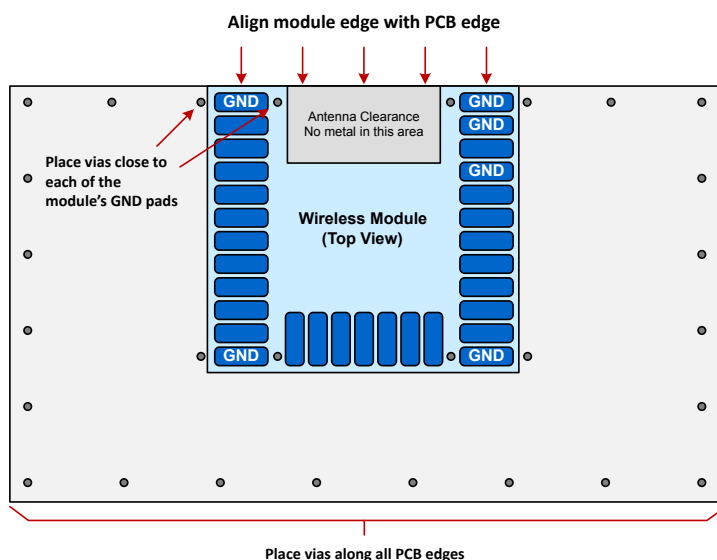 Align module edge with PCB edge
GND
GND
Antenna Clearance
No metal in this area
GND
Place vias close to
each of the
module's GND pads
GND
Wireless Module
(Top View)
GND
GND
Place vias along all PCB edges